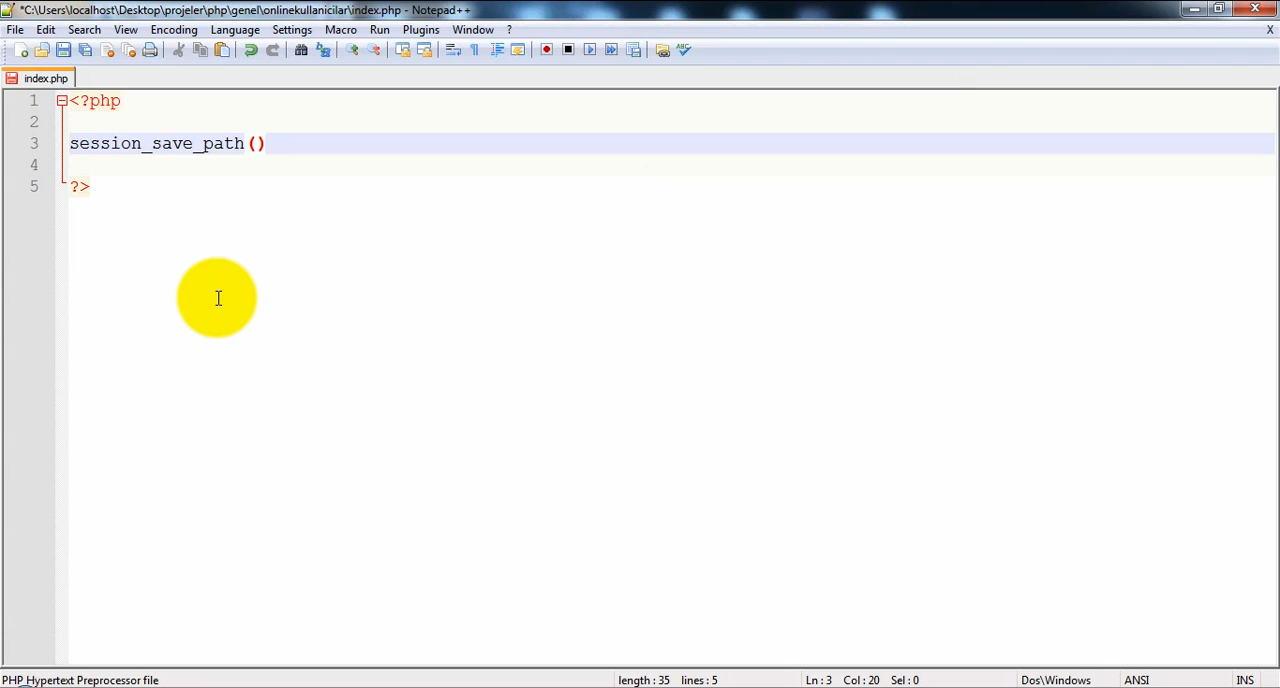 *C:\Users\localhost\Desktop\projeler\php\genel\onlinekullanicilar\index.php - Notepad++
File Edit Search View Encoding Language Settings Macro Run Plugins Window ? X
index.php
1 <?php
2
3 session_save_path()
4
5 ?>
PHP Hypertext Preprocessor file length : 35 lines : 5 Ln : 3 Col : 20 Sel : 0 Dos\Windows ANSI INS